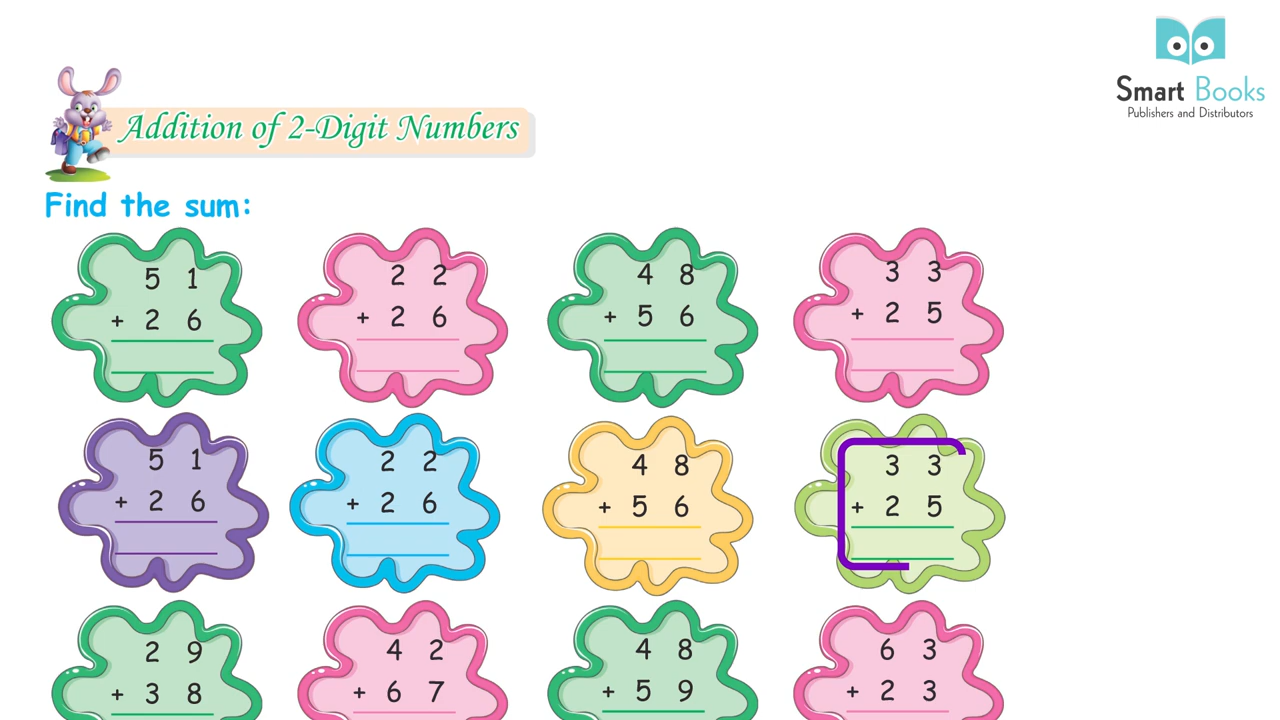 Smart Books
Publishers and Distributors
Addition of 2-Digit Numbers
Find the sum:
5 1 2 2 4 8 3 3
+ 2 6 + 2 6 + 5 6 + 2 5
5 1 2 2 4 8 3 3
+ 2 6 + 2 6 + 5 6 + 2 5
2 9 4 2 4 8 6 3
+ 3 8 + 6 7 + 5 9 + 2 3